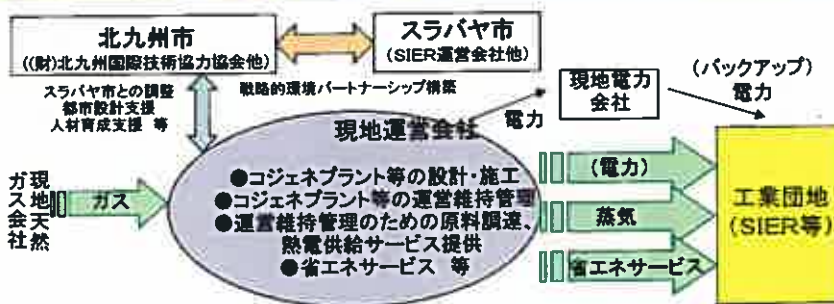 北九州市
((財)北九州国際技術協力協会他)
スラバヤ市
(SIER運営会社他)
スラバヤ市との調整
都市設計支援
人材育成支援 等
戦略的環境パートナーシップ構築
現地電力
会社
(バックアップ)
電力
電力
現地運営会社
●コジェネプラント等の設計・施工
●コジェネプラント等の運営維持管理
●運営維持管理のための原料調達、
熱電供給サービス提供
●省エネサービス 等
現地天然
ガス会社
ガス
(電力)
蒸気
省エネサービス
工業団地
(SIER等)